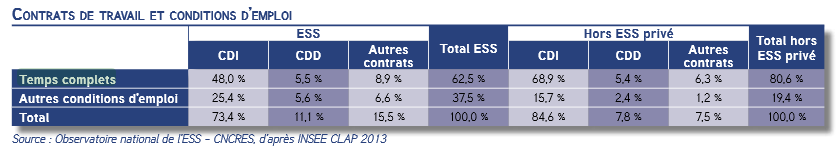 CONTRATS DE TRAVAIL ET CONDITIONS D'EMPLOI
ESS Hors ESS privé
CDI CDD Autres contrats Total ESS CDI CDD Autres contrats Total hors ESS privé
Temps complets 48,0 % 5,5 % 8,9 % 62,5 % 68,9 % 5,4 % 6,3 % 80,6 %
Autres conditions d'emploi 25,4 % 5,6 % 6,6 % 37,5 % 15,7 % 2,4 % 1,2 % 19,4 %
Total 73,4 % 11,1 % 15,5 % 100,0 % 84,6 % 7,8 % 7,5 % 100,0 %
Source : Observatoire national de l'ESS – CNCRES, d'après INSEE CLAP 2013